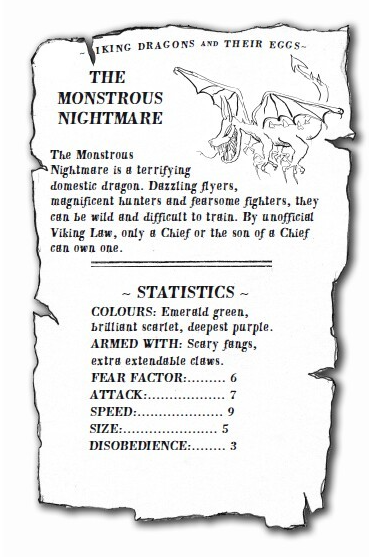 ~VIKING DRAGONS AND THEIR EGGS~
THE
MONSTROUS
NIGHTMARE
The Monstrous
Nightmare is a terrifying
domestic dragon. Dazzling flyers,
magnificent hunters and fearsome fighters, they
can be wild and difficult to train. By unofficial
Viking Law, only a Chief or the son of a Chief
can own one.
~ STATISTICS ~
COLOURS: Emerald green,
brilliant scarlet, deepest purple.
ARMED WITH: Scary fangs,
extra extendable claws.
FEAR FACTOR:......... 6
ATTACK:.................. 7
SPEED:.................... 9
SIZE:...................... 5
DISOBEDIENCE:........ 3